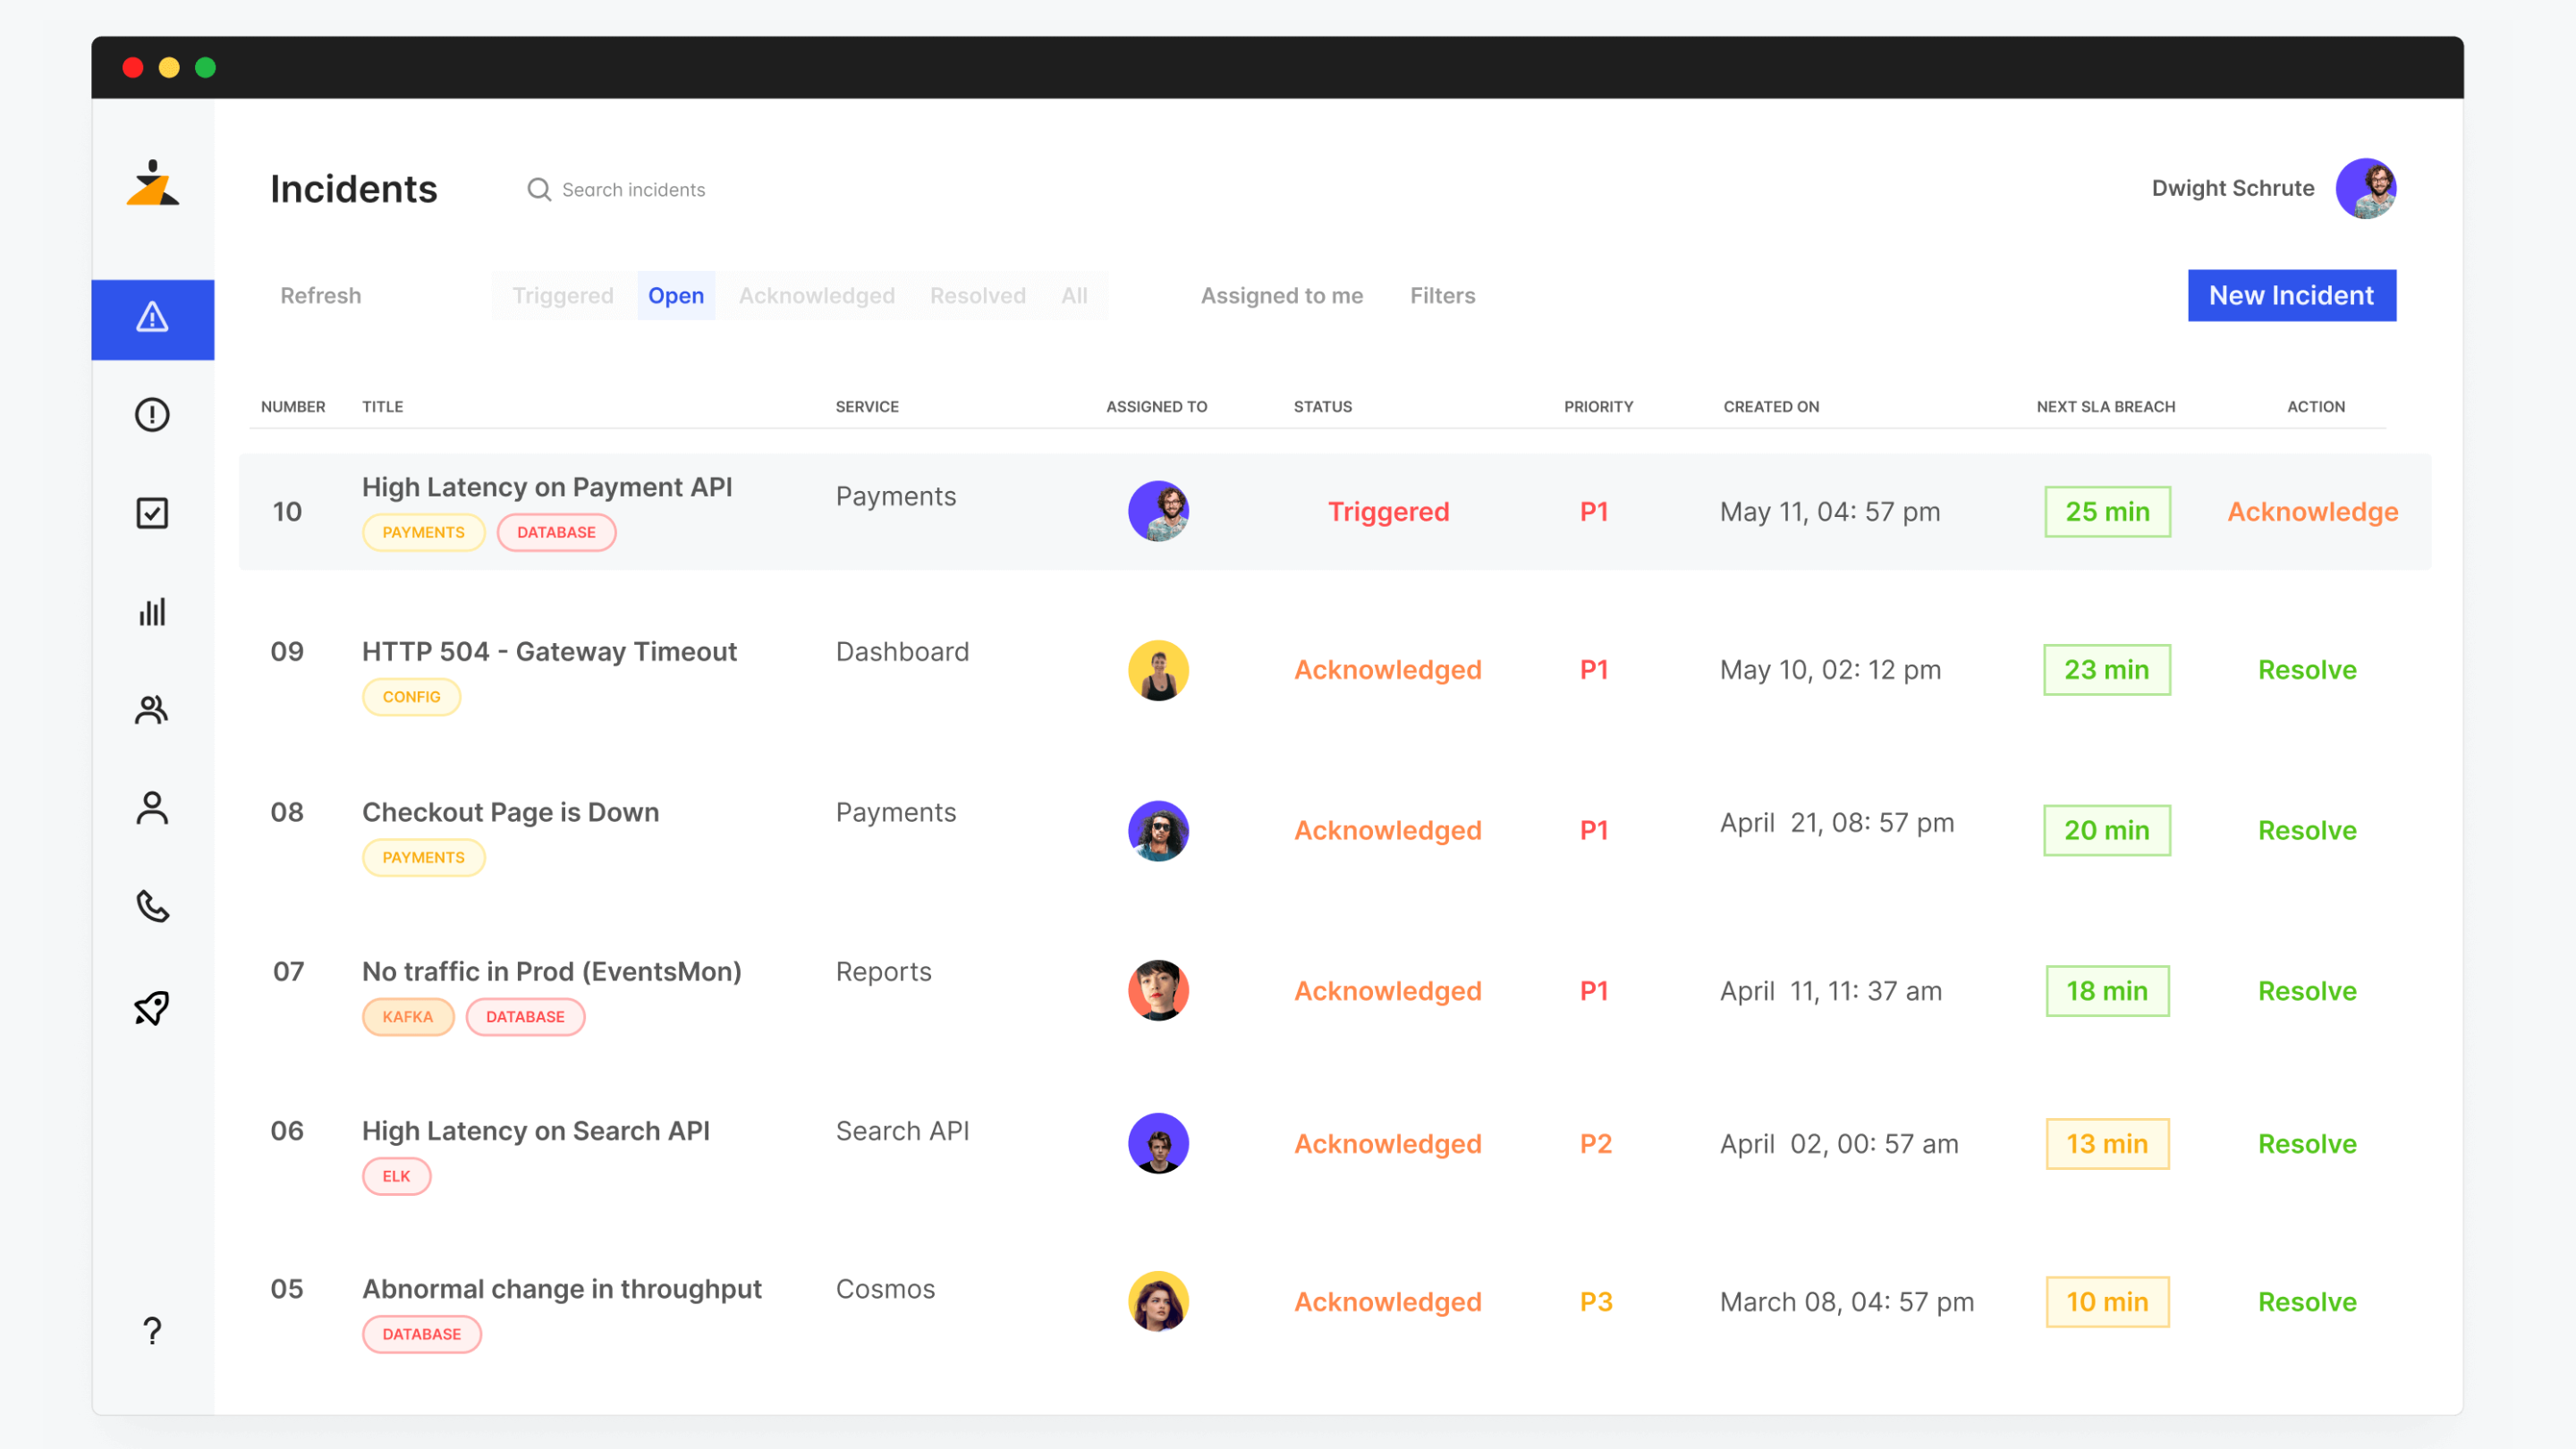 Incidents
Search incidents
Dwight Schrute
Refresh
Triggered Open Acknowledged Resolved All
Assigned to me
Filters
New Incident
NUMBER TITLE SERVICE ASSIGNED TO STATUS PRIORITY CREATED ON NEXT SLA BREACH ACTION
10 High Latency on Payment API Payments Triggered P1 May 11, 04: 57 pm 25 min Acknowledge
PAYMENTS DATABASE
09 HTTP 504 - Gateway Timeout Dashboard Acknowledged P1 May 10, 02: 12 pm 23 min Resolve
CONFIG
08 Checkout Page is Down Payments Acknowledged P1 April 21, 08: 57 pm 20 min Resolve
PAYMENTS
07 No traffic in Prod (EventsMon) Reports Acknowledged P1 April 11, 11: 37 am 18 min Resolve
KAFKA DATABASE
06 High Latency on Search API Search API Acknowledged P2 April 02, 00: 57 am 13 min Resolve
ELK
05 Abnormal change in throughput Cosmos Acknowledged P3 March 08, 04: 57 pm 10 min Resolve
DATABASE
?